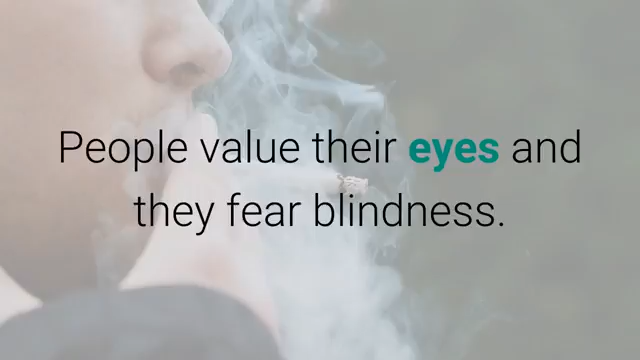 People value their eyes and
they fear blindness.